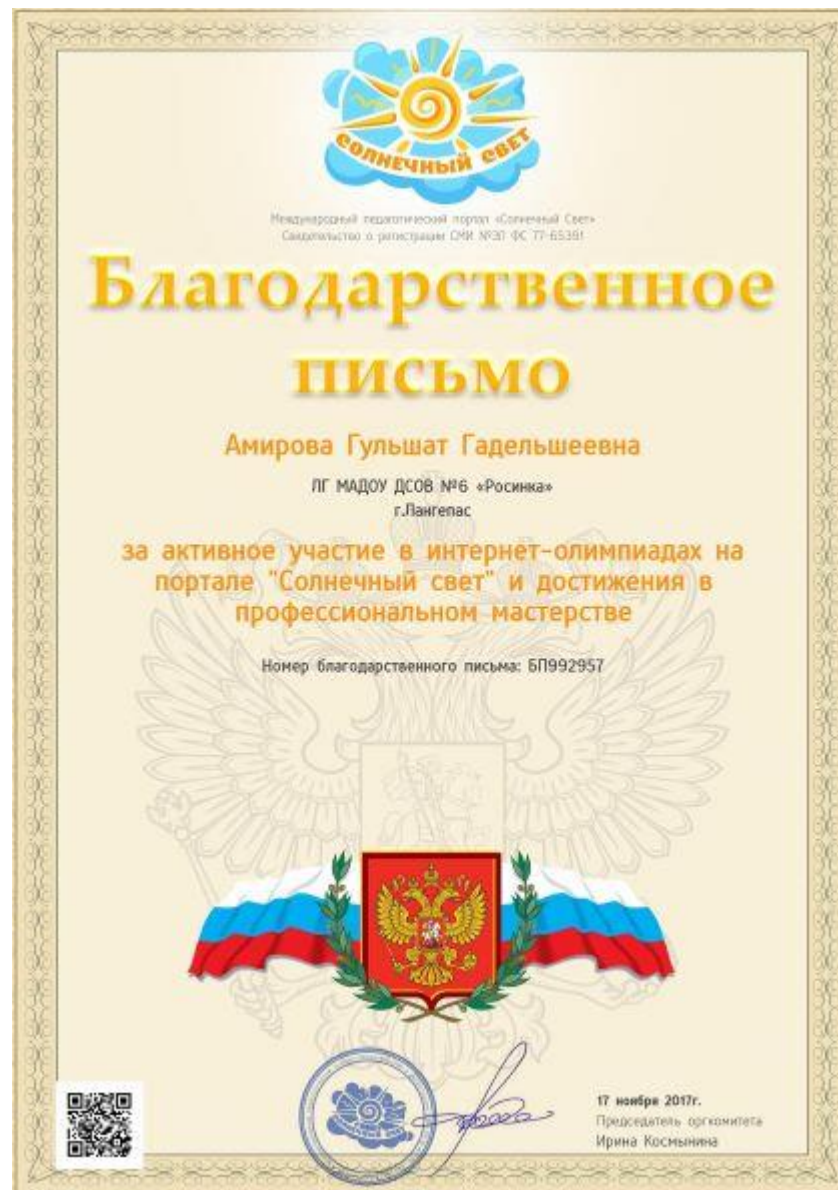 СОЛНЕЧНЫЙ СВЕТ
Международный педагогический портал «Солнечный Свет»
Свидетельство о регистрации СМИ №ЭЛ ФС 77-65391
Благодарственное
письмо
Амирова Гульшат Гадельшеевна
ЛГ МАДОУ ДСОВ №6 «Росинка»
г.Лангепас
за активное участие в интернет-олимпиадах на
портале "Солнечный свет" и достижения в
профессиональном мастерстве
Номер благодарственного письма: БП992957
17 ноября 2017г.
Председатель оргкомитета
Ирина Космынина